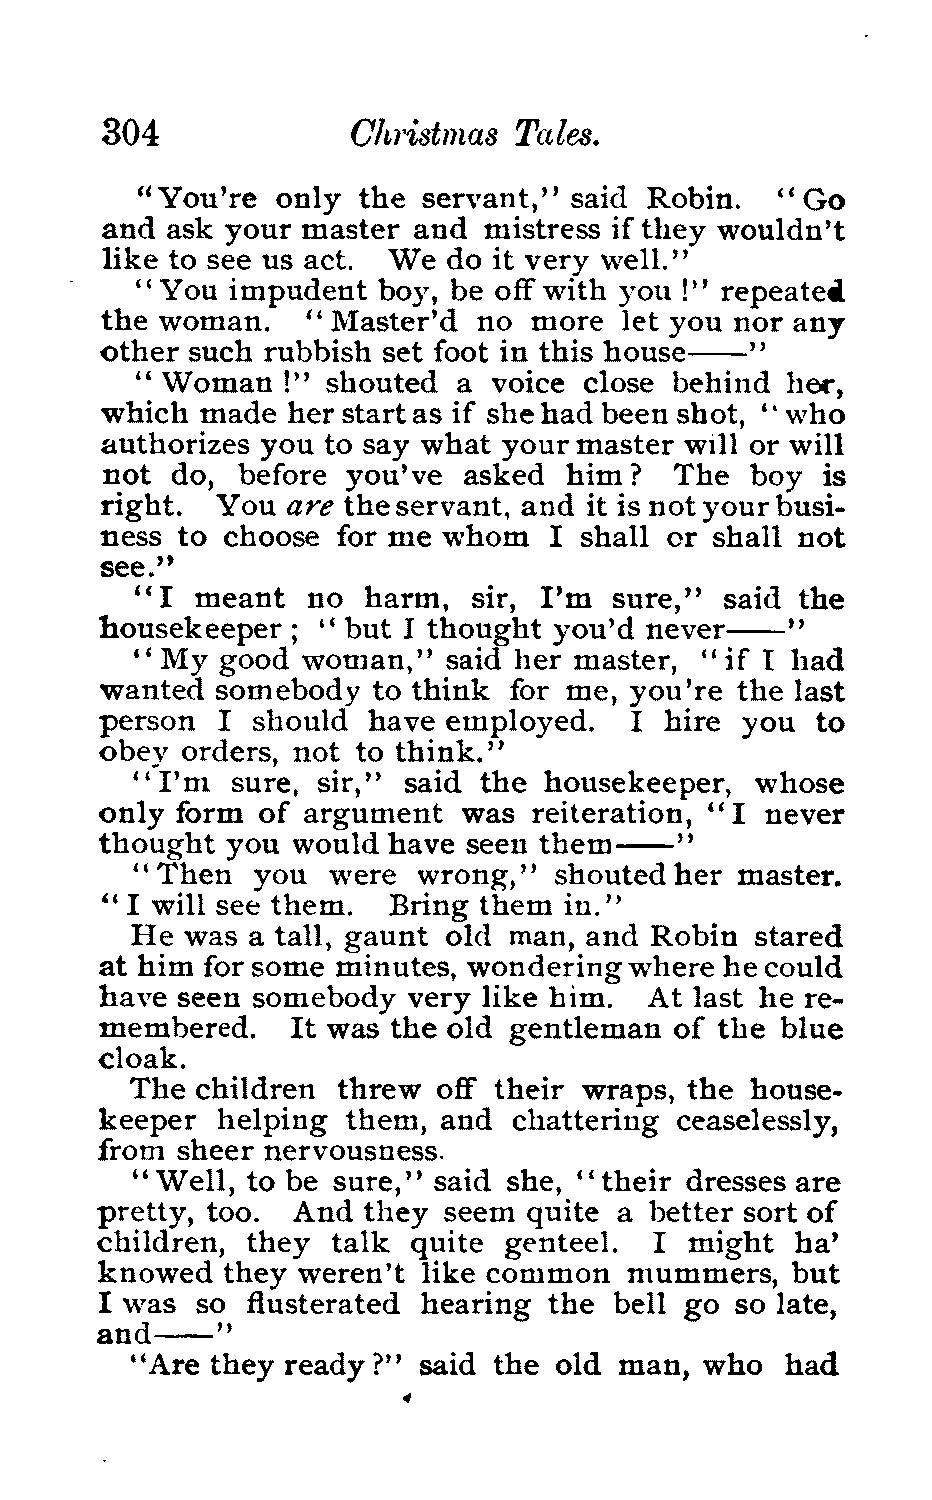 304 Christmas Tales.
"You're only the servant," said Robin. "Go
and ask your master and mistress if they wouldn't
like to see us act. We do it very well."
"You impudent boy, be off with you!" repeated
the woman. "Master'd no more let you nor any
other such rubbish set foot in this house——"
"Woman!" shouted a voice close behind her,
which made her start as if she had been shot, "who
authorizes you to say what your master will or will
not do, before you've asked him? The boy is
right. You are the servant, and it is not your busi-
ness to choose for me whom I shall or shall not
see."
"I meant no harm, sir, I'm sure," said the
housekeeper; "but I thought you'd never——"
"My good woman," said her master, "if I had
wanted somebody to think for me, you're the last
person I should have employed. I hire you to
obey orders, not to think."
"I'm sure, sir," said the housekeeper, whose
only form of argument was reiteration, "I never
thought you would have seen them——"
"Then you were wrong," shouted her master.
"I will see them. Bring them in."
He was a tall, gaunt old man, and Robin stared
at him for some minutes, wondering where he could
have seen somebody very like him. At last he re-
membered. It was the old gentleman of the blue
cloak.
The children threw off their wraps, the house-
keeper helping them, and chattering ceaselessly,
from sheer nervousness.
"Well, to be sure," said she, "their dresses are
pretty, too. And they seem quite a better sort of
children, they talk quite genteel. I might ha'
knowed they weren't like common mummers, but
I was so flusterated hearing the bell go so late,
and——"
"Are they ready?" said the old man, who had